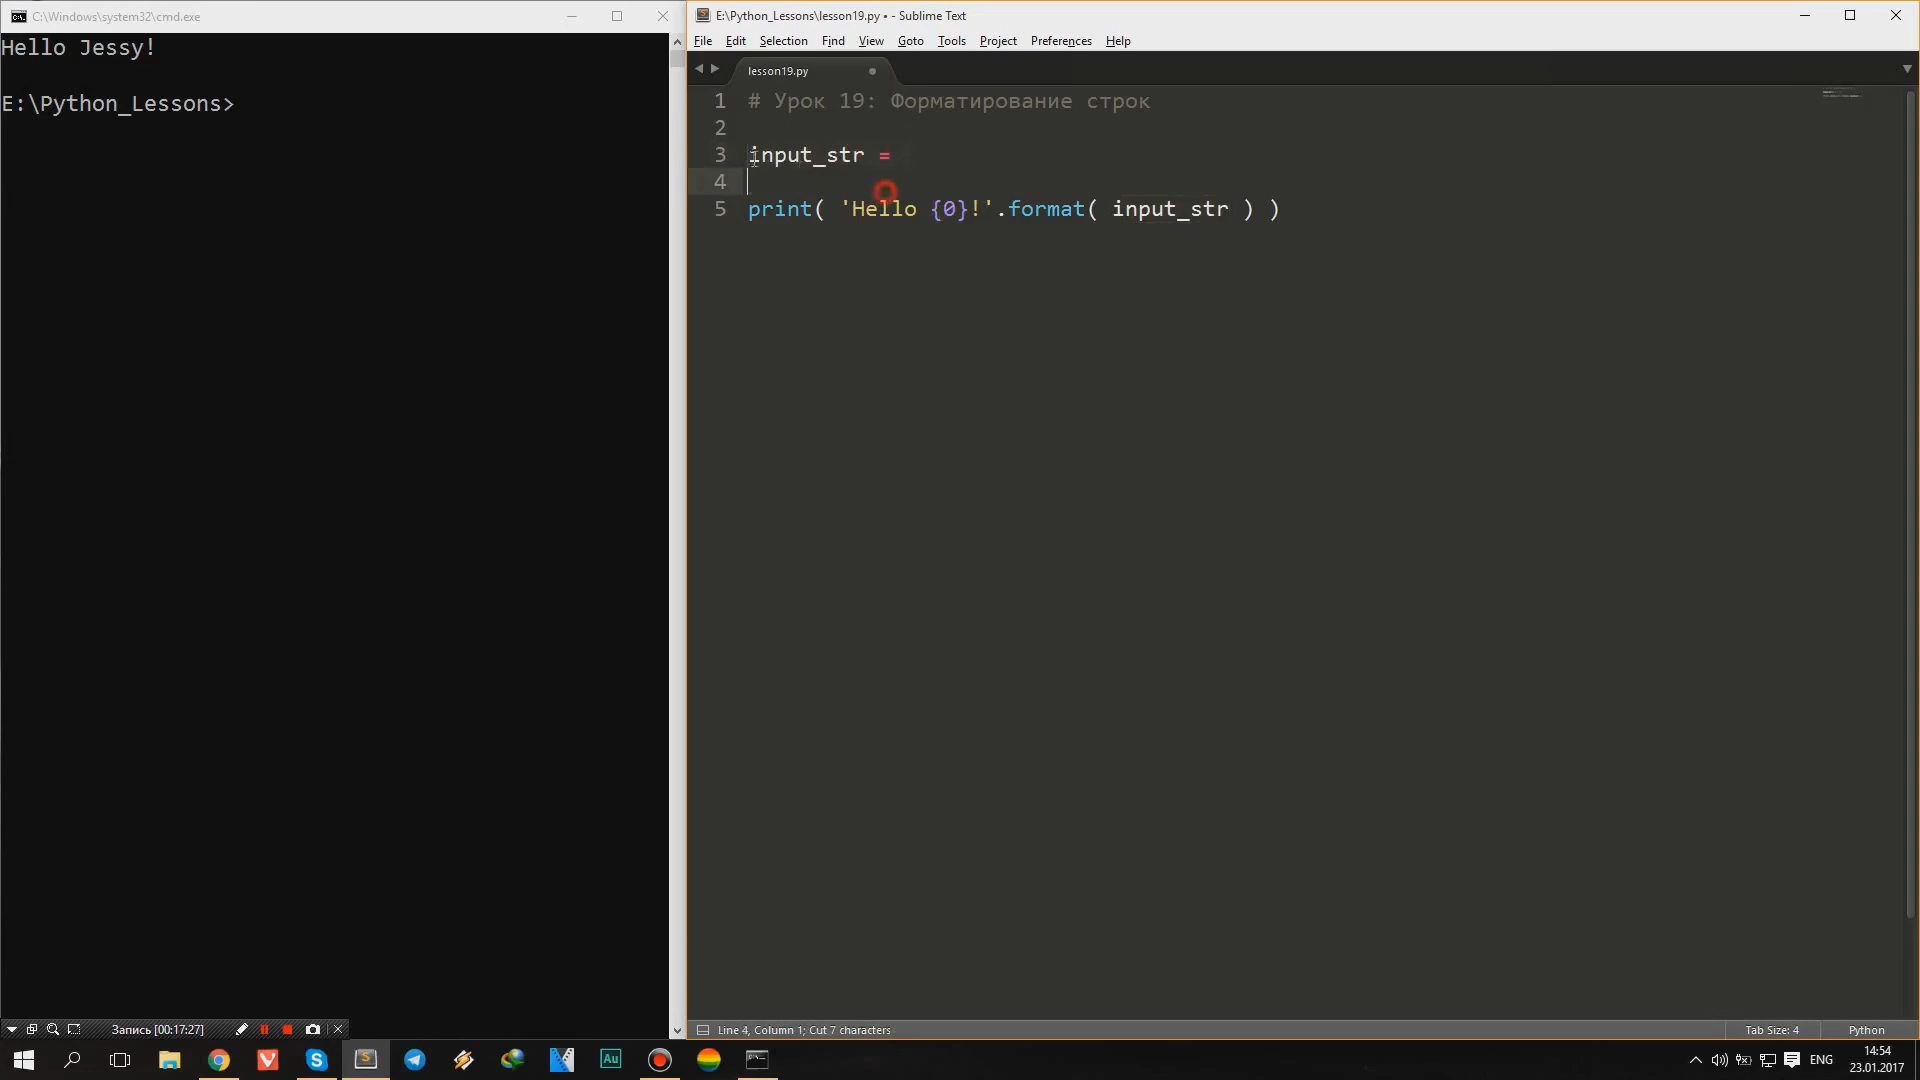 C:\Windows\system32\cmd.exe
Hello Jessy!
E:\Python_Lessons>
E:\Python_Lessons\lesson19.py • - Sublime Text
File Edit Selection Find View Goto Tools Project Preferences Help
lesson19.py
1 # Урок 19: Форматирование строк
2
3 input_str =
4
5 print( 'Hello {0}!'.format( input_str ) )
Запись [00:17:27]
Line 4, Column 1; Cut 7 characters
Tab Size: 4
Python
Au
ENG
14:54
23.01.2017